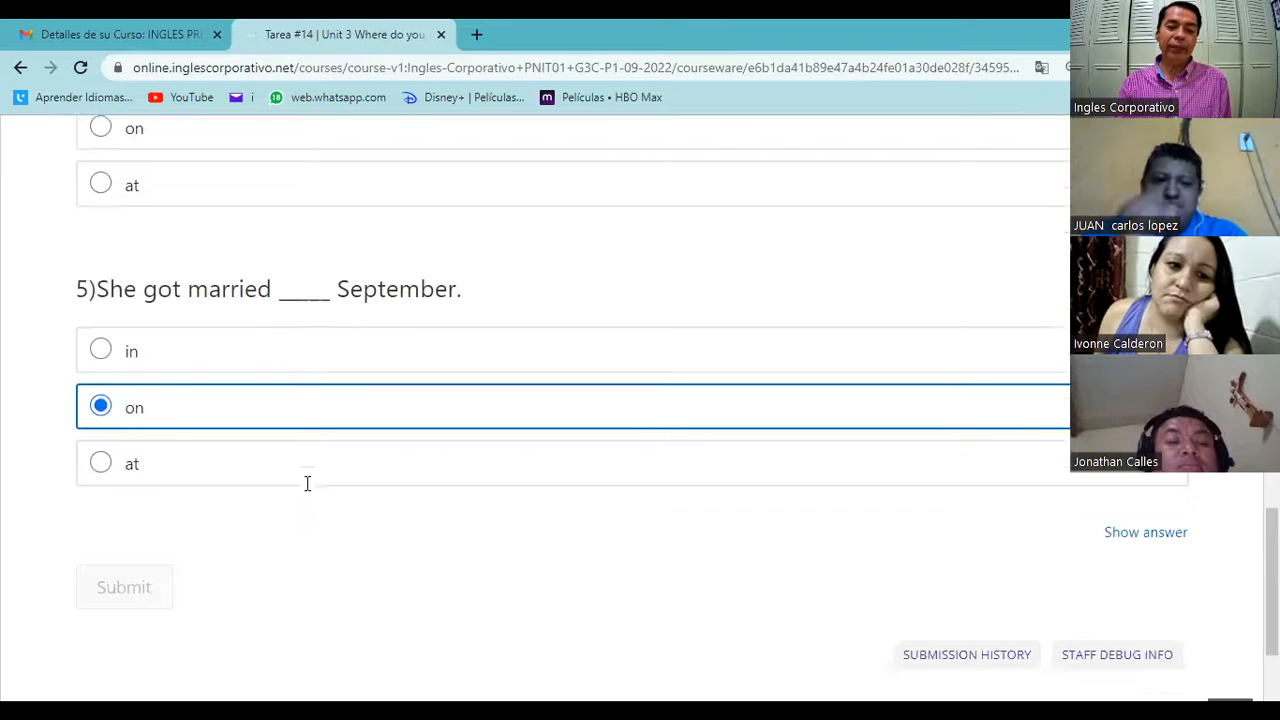 Detalles de su Curso: INGLES PR
Tarea #14 | Unit 3 Where do you
online.inglescorporativo.net/courses/course-v1:Ingles-Corporativo+PNIT01+G3C-P1-09-2022/courseware/e6b1da41b89e47a4b24fe01a30de028f/34595...
Aprender Idiomas...
YouTube
i
web.whatsapp.com
Disney+ | Películas...
Películas • HBO Max
Ingles Corporativo
on
at
JUAN carlos lopez
5)She got married _____ September.
in
Ivonne Calderon
on
at
Jonathan Calles
Show answer
Submit
SUBMISSION HISTORY
STAFF DEBUG INFO